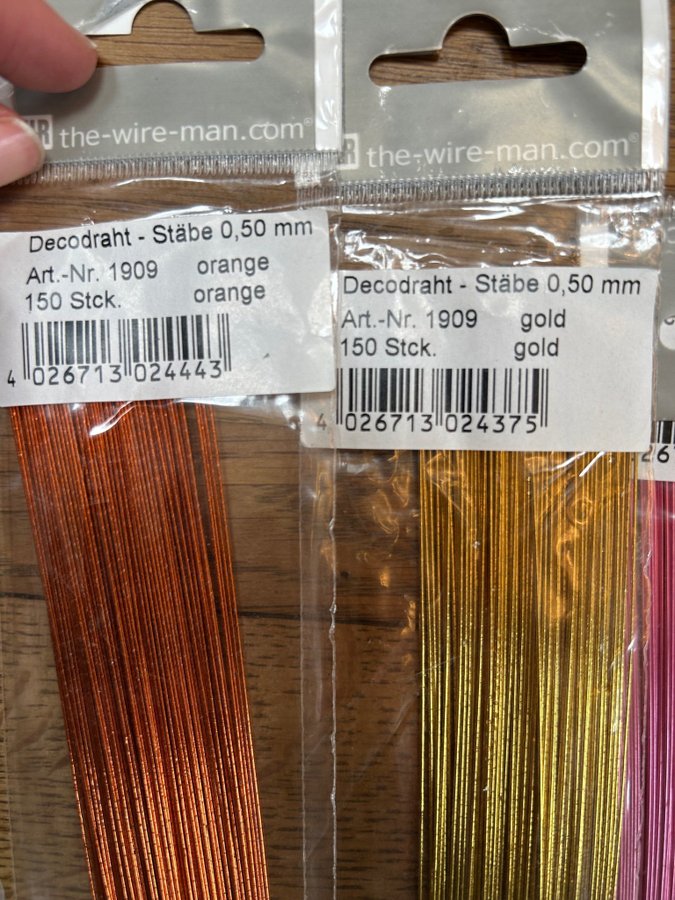 the-wire-man.com®
Decodraht - Stäbe 0,50 mm
Art.-Nr. 1909 orange
150 Stck. orange
4 026713 024443
the-wire-man.com®
Decodraht - Stäbe 0,50 mm
Art.-Nr. 1909 gold
150 Stck. gold
4 026713 024375